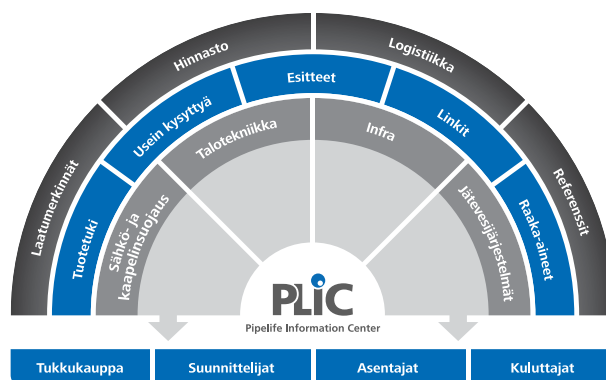 Laatumerkinnät
Hinnasto
Logistiikka
Referenssit
Tuotetuki
Usein kysyttyä
Esitteet
Linkit
Raaka-aineet
Sähkö- ja
kaapelinsuojaus
Talotekniikka
Infra
Jätevesijärjestelmät
PLiC
Pipelife Information Center
Tukkukauppa
Suunnittelijat
Asentajat
Kuluttajat